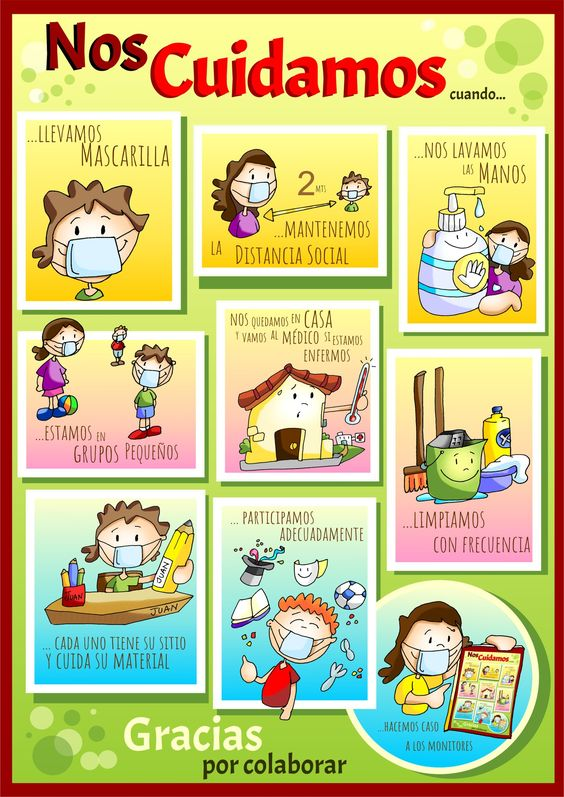 Nos Cuidamos
cuando...
...LLEVAMOS
MASCARILLA
2 MTS
...MANTENEMOS
LA DISTANCIA SOCIAL
...NOS LAVAMOS
LAS MANOS
...ESTAMOS EN
GRUPOS PEQUEÑOS
NOS QUEDAMOS EN CASA
Y VAMOS AL MÉDICO SI ESTAMOS
ENFERMOS
...LIMPIAMOS
CON FRECUENCIA
JUAN
JUAN
JUAN
... CADA UNO TIENE SU SITIO
Y CUIDA SU MATERIAL
... PARTICIPAMOS
ADECUADAMENTE
Nos Cuidamos
Gracias
...HACEMOS CASO
A LOS MONITORES
Gracias
por colaborar